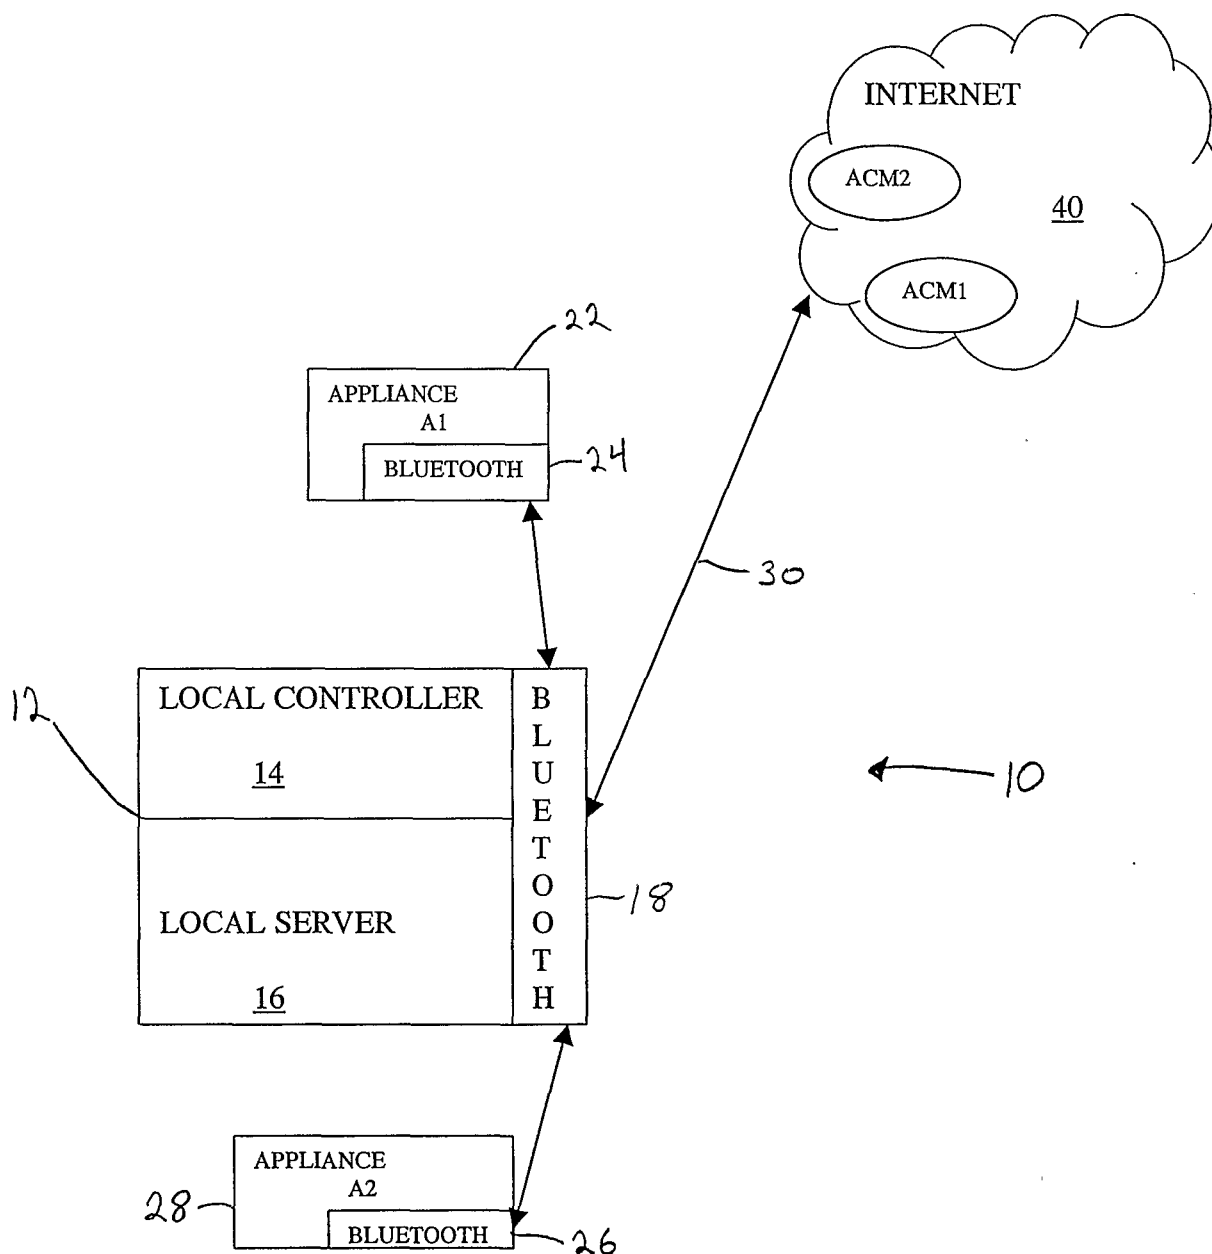 INTERNET
ACM2
40
ACM1
22
APPLIANCE
A1
BLUETOOTH
24
30
12
LOCAL CONTROLLER
14
BLUETOOTH
10
18
LOCAL SERVER
16
APPLIANCE
A2
28
BLUETOOTH
26